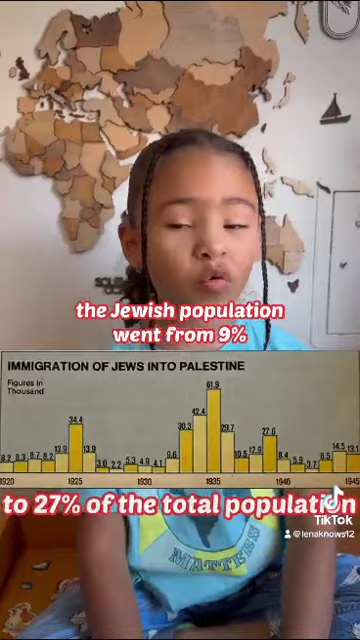 the Jewish population
went from 9%
IMMIGRATION OF JEWS INTO PALESTINE
Figures in
Thousand
8.2 8.3 8.7 8.2 13.9 34.4 13.9 3.0 2.2 5.3 4.9 4.1 9.6 30.3 42.4 61.9 29.7 10.5 12.9 27.6 8.4 5.9 3.7 8.5 14.5 13.1
1920 1925 1930 1935 1940 1945
to 27% of the total population
TikTok
@lenaknows12
MATTERS